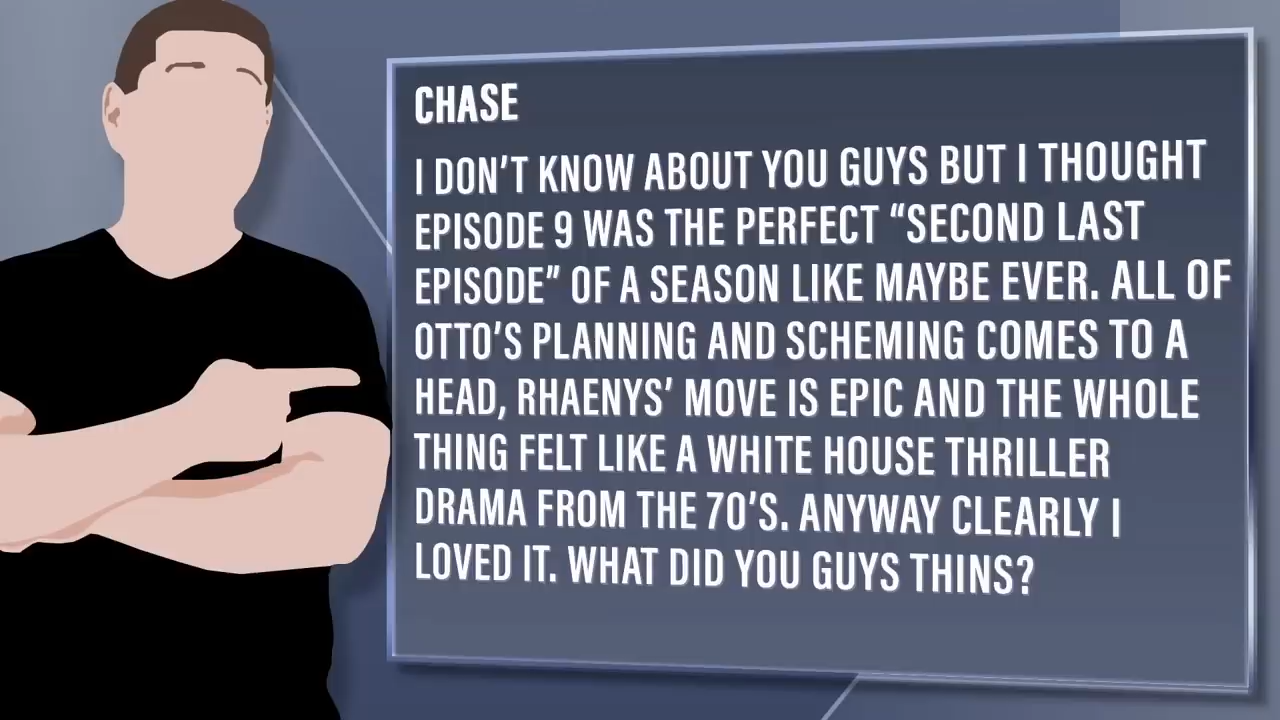 CHASE
I DON'T KNOW ABOUT YOU GUYS BUT I THOUGHT
EPISODE 9 WAS THE PERFECT “SECOND LAST
EPISODE” OF A SEASON LIKE MAYBE EVER. ALL OF
OTTO'S PLANNING AND SCHEMING COMES TO A
HEAD, RHAENYS' MOVE IS EPIC AND THE WHOLE
THING FELT LIKE A WHITE HOUSE THRILLER
DRAMA FROM THE 70'S. ANYWAY CLEARLY I
LOVED IT. WHAT DID YOU GUYS THINS?